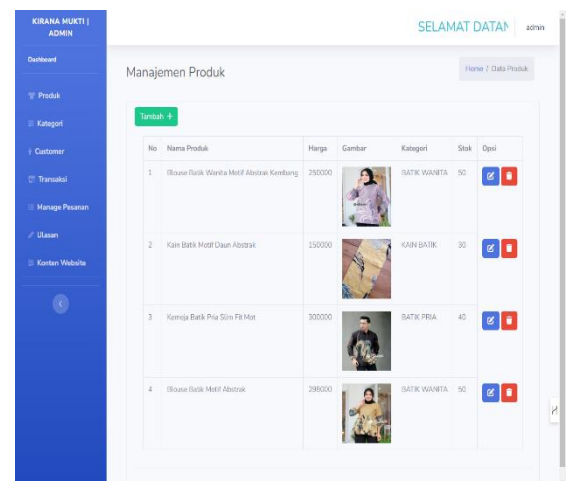 KIRANA MUKTI |
ADMIN
SELAMAT DATAN
admin
Dashboard
Manajemen Produk
Home / Data Produk
Produk
Kategori
Customer
Transaksi
Manage Pesanan
Ulasan
Konten Website
Tambah +
No Nama Produk Harga Gambar Kategori Stok Opsi
1 Blouse Batik Wanita Motif Abstrak Kembang 250000 BATIK WANITA 50
2 Kain Batik Motif Daun Abstrak 150000 KAIN BATIK 30
3 Kemeja Batik Pria Slim Fit Mot 300000 BATIK PRIA 40
4 Blouse Batik Motif Abstrak 298000 BATIK WANITA 50